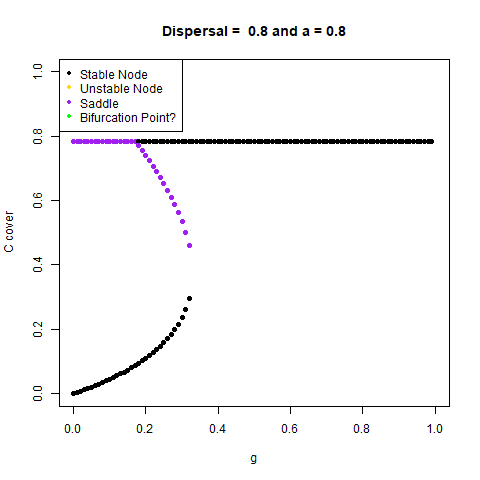 Dispersal =  0.8 and a = 0.8
Stable Node
Unstable Node
Saddle
Bifurcation Point?
C cover
1.0
0.8
0.6
0.4
0.2
0.0
0.0 0.2 0.4 0.6 0.8 1.0
g